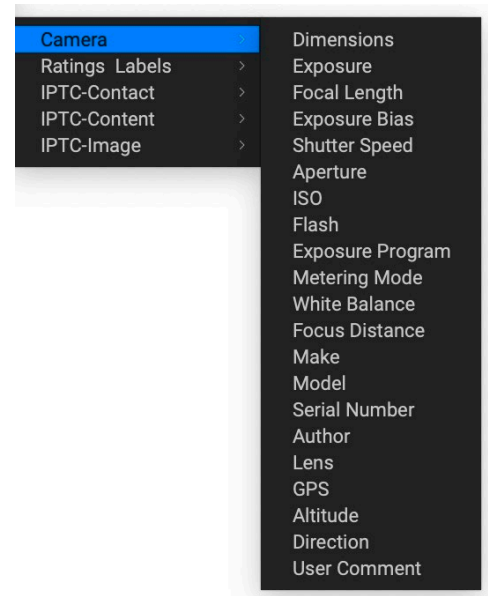 Camera
Ratings Labels
IPTC-Contact
IPTC-Content
IPTC-Image
Dimensions
Exposure
Focal Length
Exposure Bias
Shutter Speed
Aperture
ISO
Flash
Exposure Program
Metering Mode
White Balance
Focus Distance
Make
Model
Serial Number
Author
Lens
GPS
Altitude
Direction
User Comment